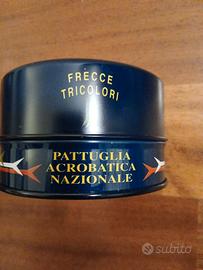 FRECCE
TRICOLORI
PATTUGLIA
ACROBATICA
NAZIONALE
subito